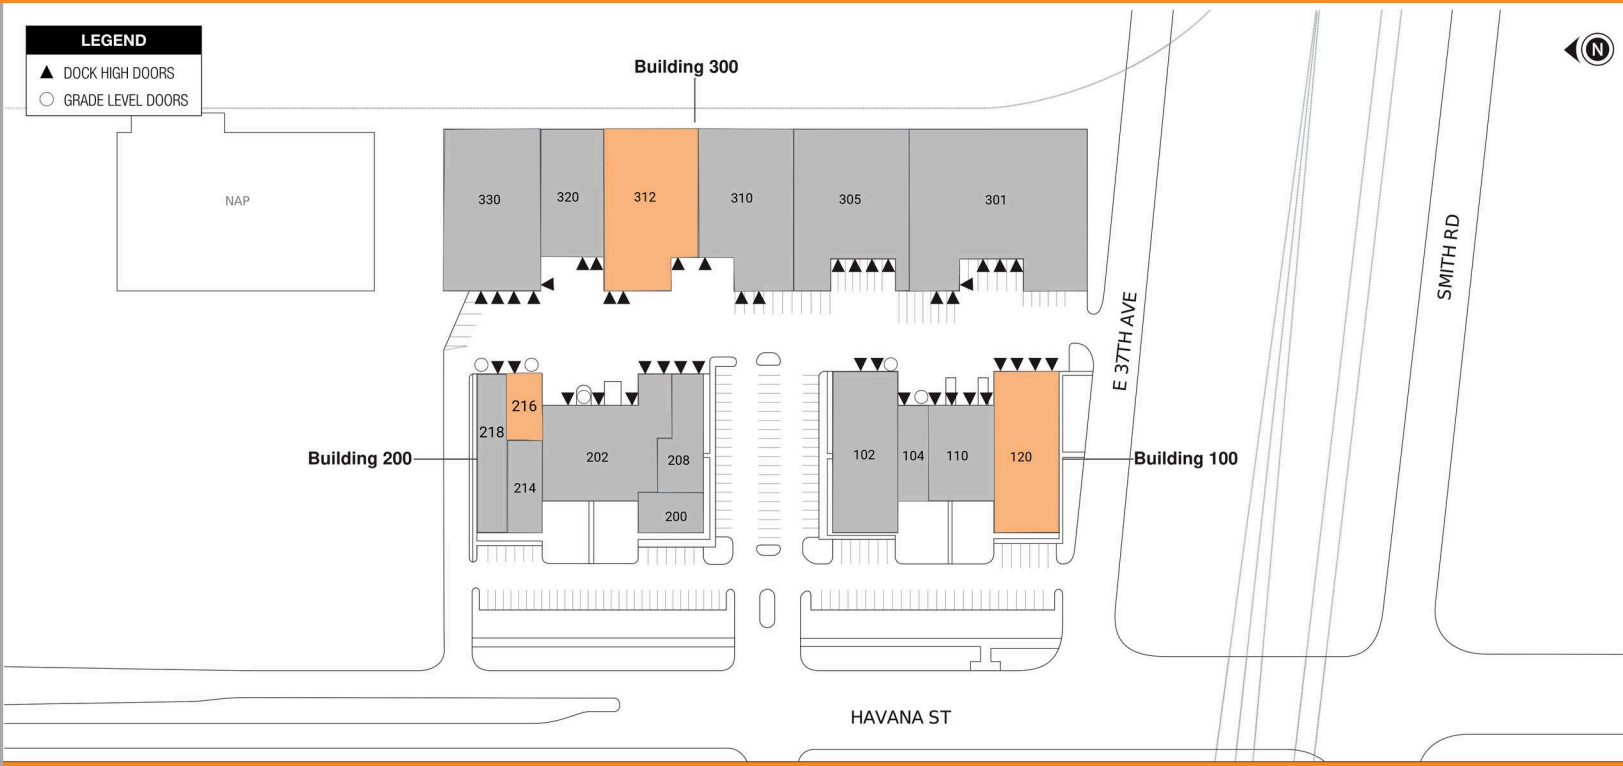 LEGEND
DOCK HIGH DOORS
GRADE LEVEL DOORS
N
Building 300
NAP
330
320
312
310
305
301
SMITH RD
E 37TH AVE
216
218
202
208
214
200
Building 200
102
104
110
120
Building 100
HAVANA ST